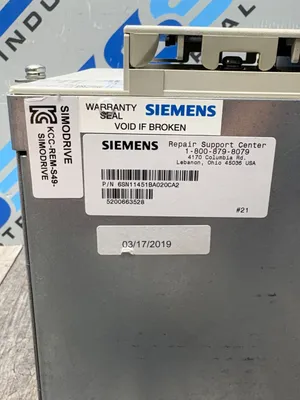 INDU
WARRANTY SEAL SIEMENS
VOID IF BROKEN
KCC-REM-S49-
SIMODRIVE
SIMODRIVE
SIEMENS Repair Support Center
1-800-879-8079
4170 Columbia Rd.
Lebanon, Ohio 45036 USA
P/N 6SN11451BA020CA2
5200663528
#21
03/17/2019